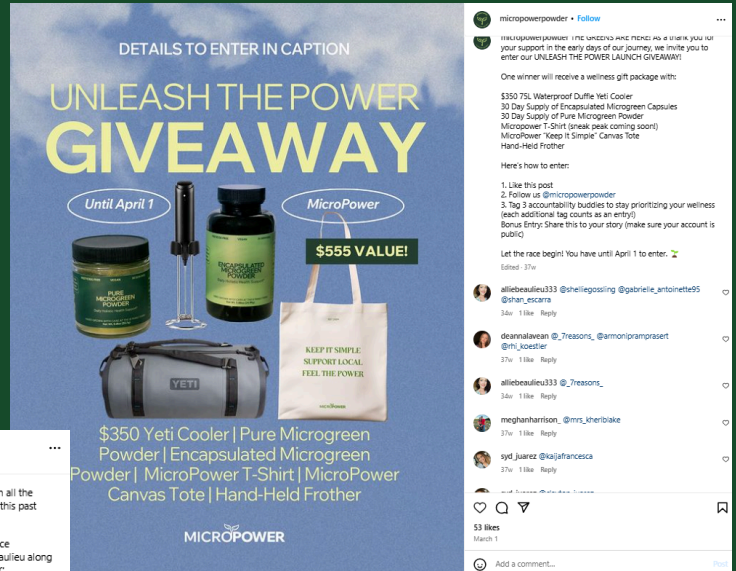 DETAILS TO ENTER IN CAPTION
UNLEASH THE POWER
GIVEAWAY
Until April 1
MicroPower
$555 VALUE!
PURE
MICROGREEN
POWDER
ENCAPSULATED
MICROGREEN
POWDER
YETI
KEEP IT SIMPLE
SUPPORT LOCAL
FEEL THE POWER
MICROPOWER
$350 Yeti Cooler | Pure Microgreen
Powder | Encapsulated Microgreen
Powder | MicroPower T-Shirt | MicroPower
Canvas Tote | Hand-Held Frother
MICROPOWER
n all the
this past
ce
aulieu along
micropowerpowder • Follow
micropowerpowder THE GREENS ARE HERE! As a thank you for
your support in the early days of our journey, we invite you to
enter our UNLEASH THE POWER LAUNCH GIVEAWAY!
One winner will receive a wellness gift package with:
$350 75L Waterproof Duffle Yeti Cooler
30 Day Supply of Encapsulated Microgreen Capsules
30 Day Supply of Pure Microgreen Powder
Micropower T-Shirt (sneak peak coming soon!)
MicroPower "Keep It Simple" Canvas Tote
Hand-Held Frother
Here's how to enter:
1. Like this post
2. Follow us @micropowerpowder
3. Tag 3 accountability buddies to stay prioritizing your wellness
(each additional tag counts as an entry!)
Bonus Entry: Share this to your story (make sure your account is
public)
Let the race begin! You have until April 1 to enter.
Edited · 37w
alliebeaulieu333 @shelliegossling @gabrielle_antoinette95
@shan_escarra
34w 1 like Reply
deannalavean @_7reasons_ @armonipramprasert
@rhi_koestler
37w 1 like Reply
alliebeaulieu333 @_7reasons_
34w 1 like Reply
meghanharrison_ @mrs_kheriblake
37w 1 like Reply
syd_juarez @kaijafrancesca
37w 1 like Reply
53 likes
March 1
Add a comment...
Post